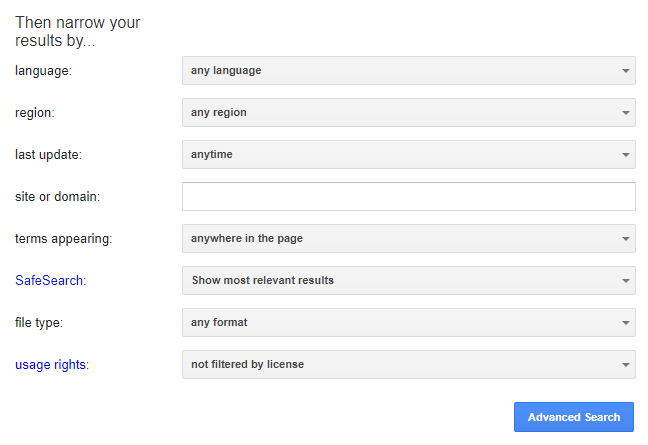 Then narrow your
results by...
language: any language
region: any region
last update: anytime
site or domain:
terms appearing: anywhere in the page
SafeSearch: Show most relevant results
file type: any format
usage rights: not filtered by license
Advanced Search